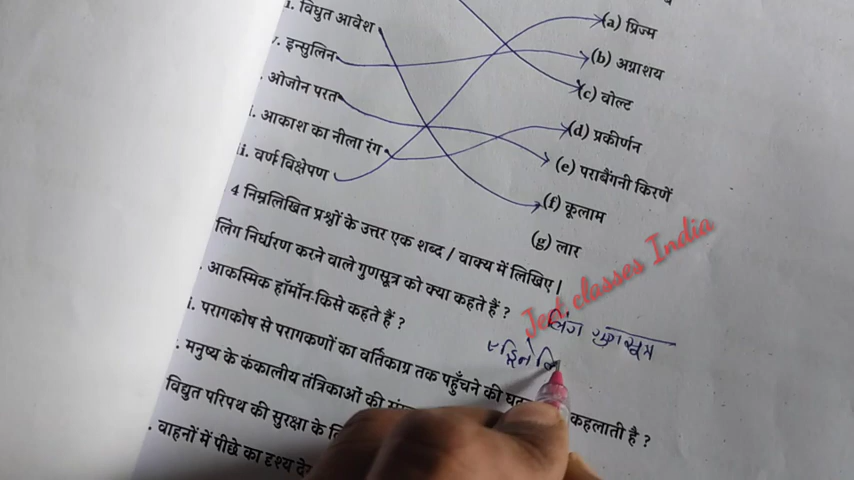 i. विधुत आवेश
(a) प्रिज्म
. इन्सुलिन
(b) अग्नाशय
. ओजोन परत
(c) वोल्ट
i. आकाश का नीला रंग
(d) प्रकीर्णन
ii. वर्ण विक्षेपण
(e) पराबैंगनी किरणें
(f) कूलाम
(g) लार
4 निम्नलिखित प्रश्नों के उत्तर एक शब्द / वाक्य में लिखिए |
लिंग निर्धारण करने वाले गुणसूत्र को क्या कहते हैं ?
लिंग गुणसूत्र
. आकस्मिक हॉर्मोन किसे कहते हैं ?
एड्रिनेलि
i. परागकोष से परागकणों का वर्तिकाग्र तक पहुँचने की कहलाती है ?
. मनुष्य के कंकालीय तंत्रिकाओं की
विद्युत परिपथ की सुरक्षा के
. वाहनों में पीछे का दृश्य
Jeet classes India